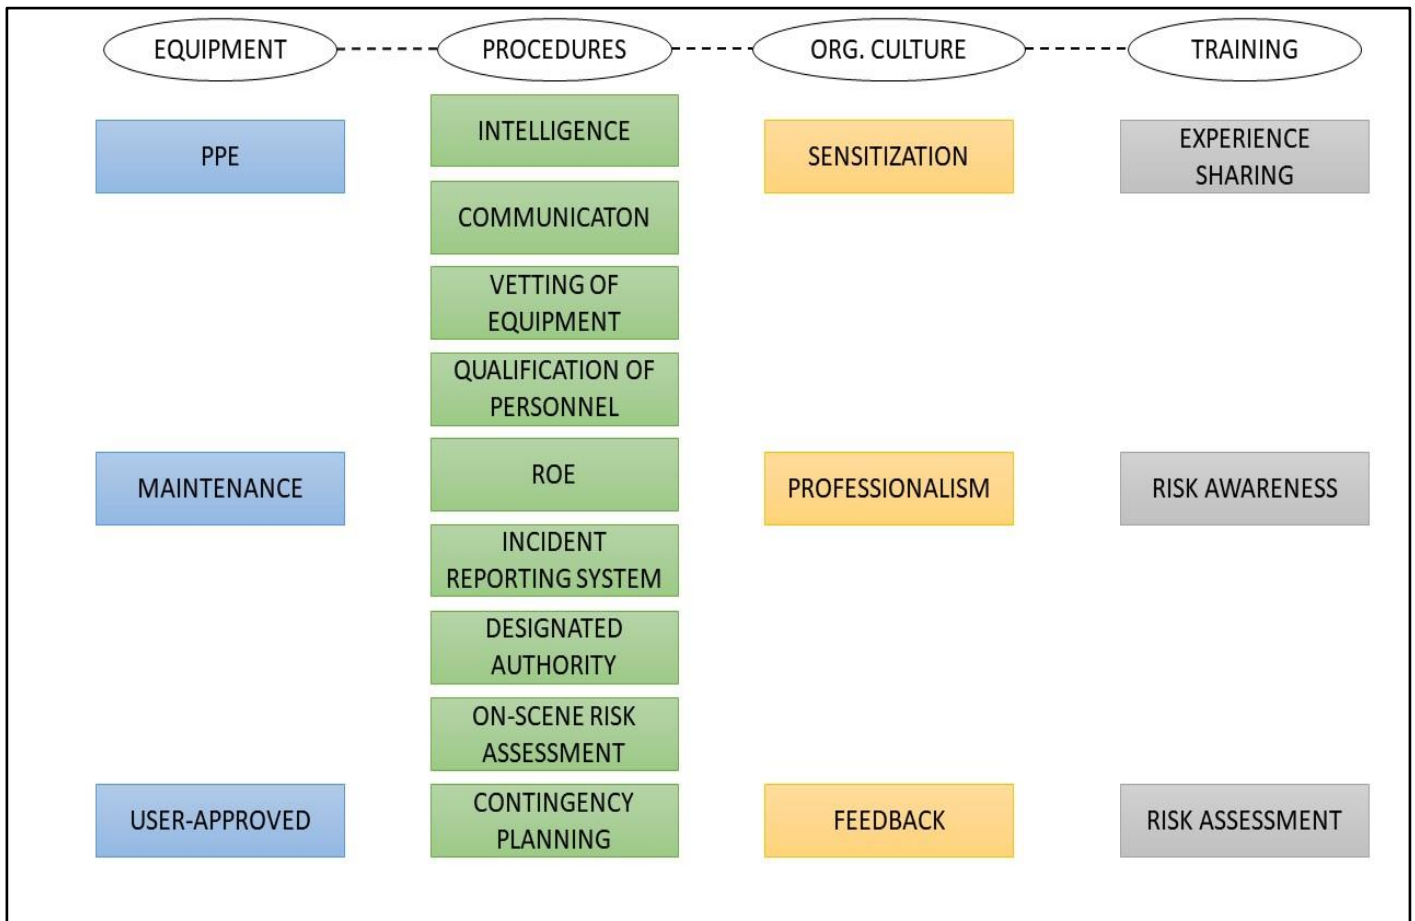 EQUIPMENT
PROCEDURES
ORG. CULTURE
TRAINING
PPE
MAINTENANCE
USER-APPROVED
INTELLIGENCE
COMMUNICATON
VETTING OF
EQUIPMENT
QUALIFICATION OF
PERSONNEL
ROE
INCIDENT
REPORTING SYSTEM
DESIGNATED
AUTHORITY
ON-SCENE RISK
ASSESSMENT
CONTINGENCY
PLANNING
SENSITIZATION
PROFESSIONALISM
FEEDBACK
EXPERIENCE
SHARING
RISK AWARENESS
RISK ASSESSMENT